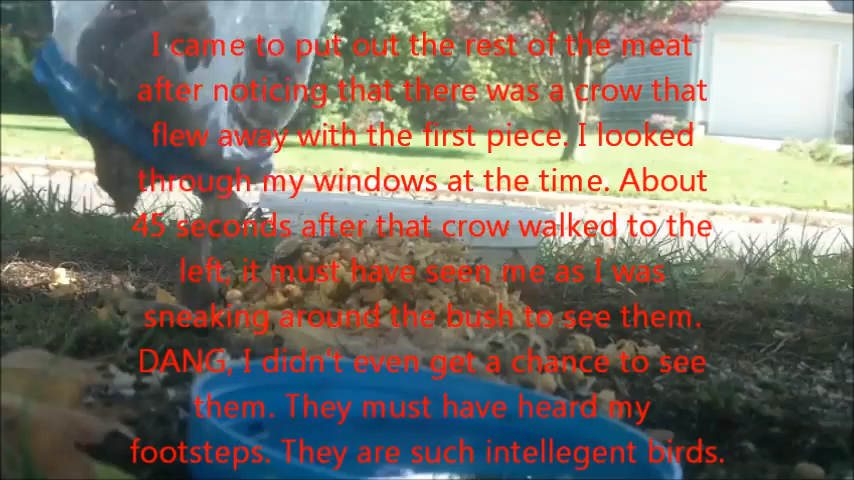 I came to put out the rest of the meat
after noticing that there was a crow that
flew away with the first piece. I looked
through my windows at the time. About
45 seconds after that crow walked to the
left, it must have seen me as I was
sneaking around the bush to see them.
DANG, I didn't even get a chance to see
them. They must have heard my
footsteps. They are such intellegent birds.